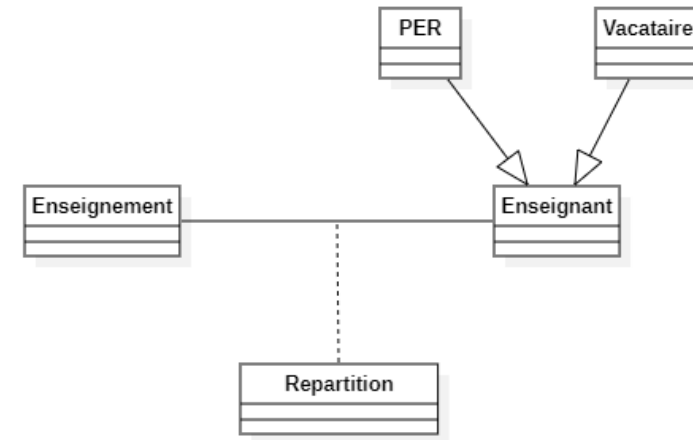 PER
Vacataire
Enseignement
Enseignant
Repartition